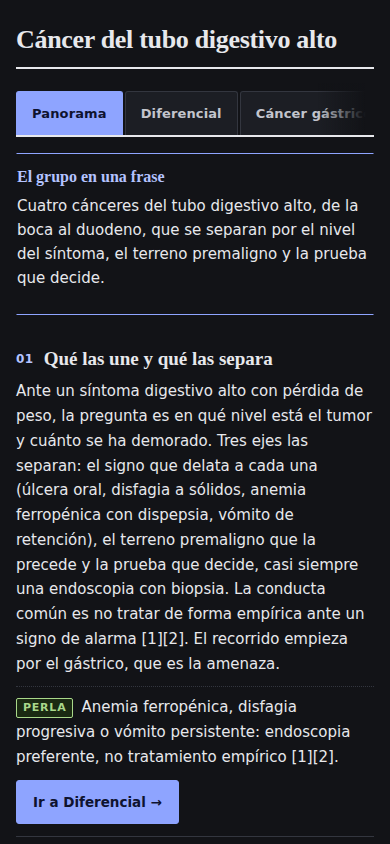 Cáncer del tubo digestivo alto
Panorama
Diferencial
Cáncer gástric
El grupo en una frase
Cuatro cánceres del tubo digestivo alto, de la
boca al duodeno, que se separan por el nivel
del síntoma, el terreno premaligno y la prueba
que decide.
01 Qué las une y qué las separa
Ante un síntoma digestivo alto con pérdida de
peso, la pregunta es en qué nivel está el tumor
y cuánto se ha demorado. Tres ejes las
separan: el signo que delata a cada una
(úlcera oral, disfagia a sólidos, anemia
ferropénica con dispepsia, vómito de
retención), el terreno premaligno que la
precede y la prueba que decide, casi siempre
una endoscopia con biopsia. La conducta
común es no tratar de forma empírica ante un
signo de alarma [1][2]. El recorrido empieza
por el gástrico, que es la amenaza.
PERLA Anemia ferropénica, disfagia
progresiva o vómito persistente: endoscopia
preferente, no tratamiento empírico [1][2].
Ir a Diferencial →